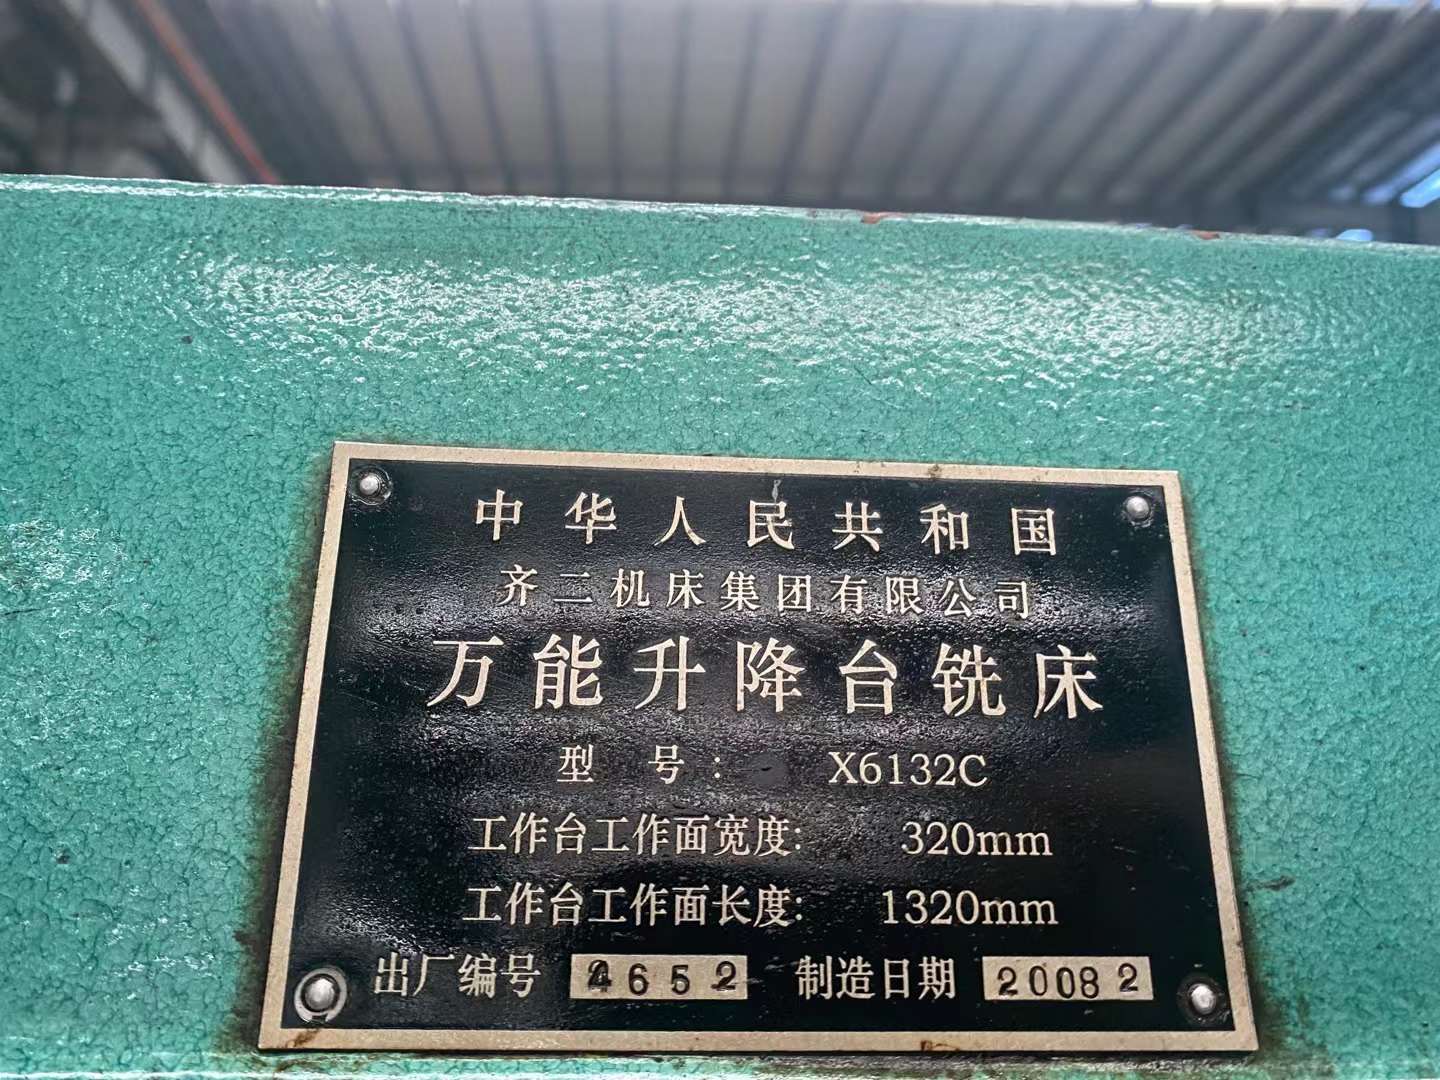 中华人民共和国
齐二机床集团有限公司
万能升降台铣床
型号： X6132C
工作台工作面宽度: 320mm
工作台工作面长度: 1320mm
出厂编号 制造日期 2008 2